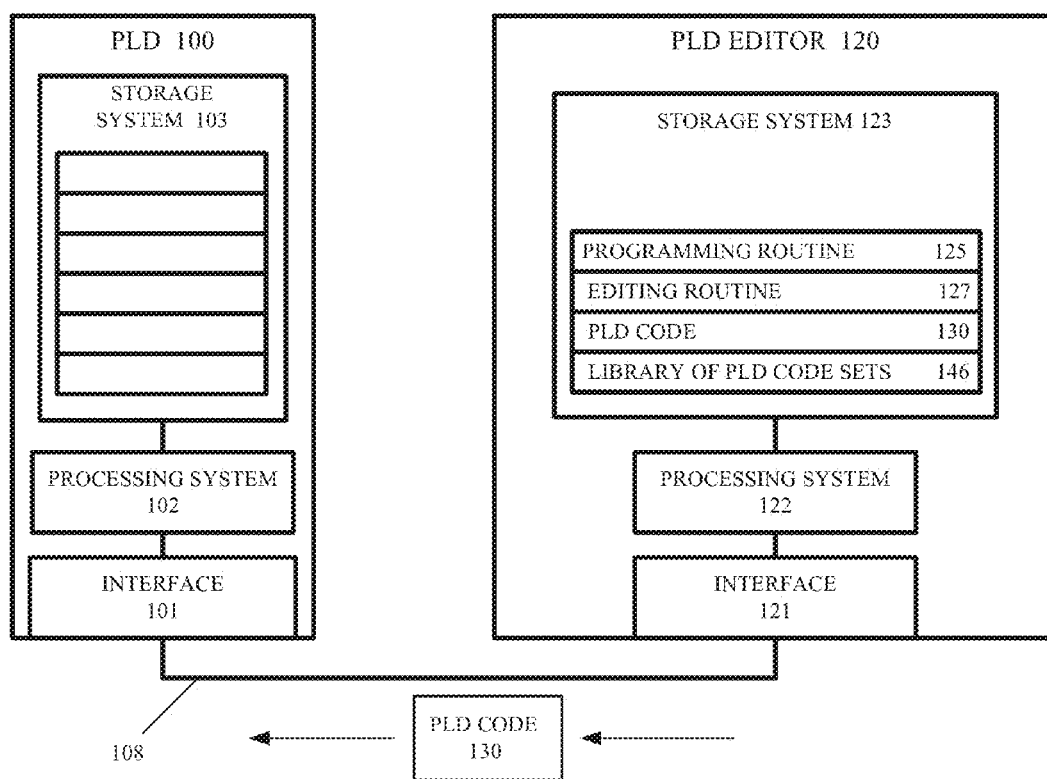 PLD 100
STORAGE
SYSTEM 103
PROCESSING SYSTEM
102
INTERFACE
101
PLD EDITOR 120
STORAGE SYSTEM 123
PROGRAMMING ROUTINE 125
EDITING ROUTINE 127
PLD CODE 130
LIBRARY OF PLD CODE SETS 146
PROCESSING SYSTEM
122
INTERFACE
121
108
PLD CODE
130